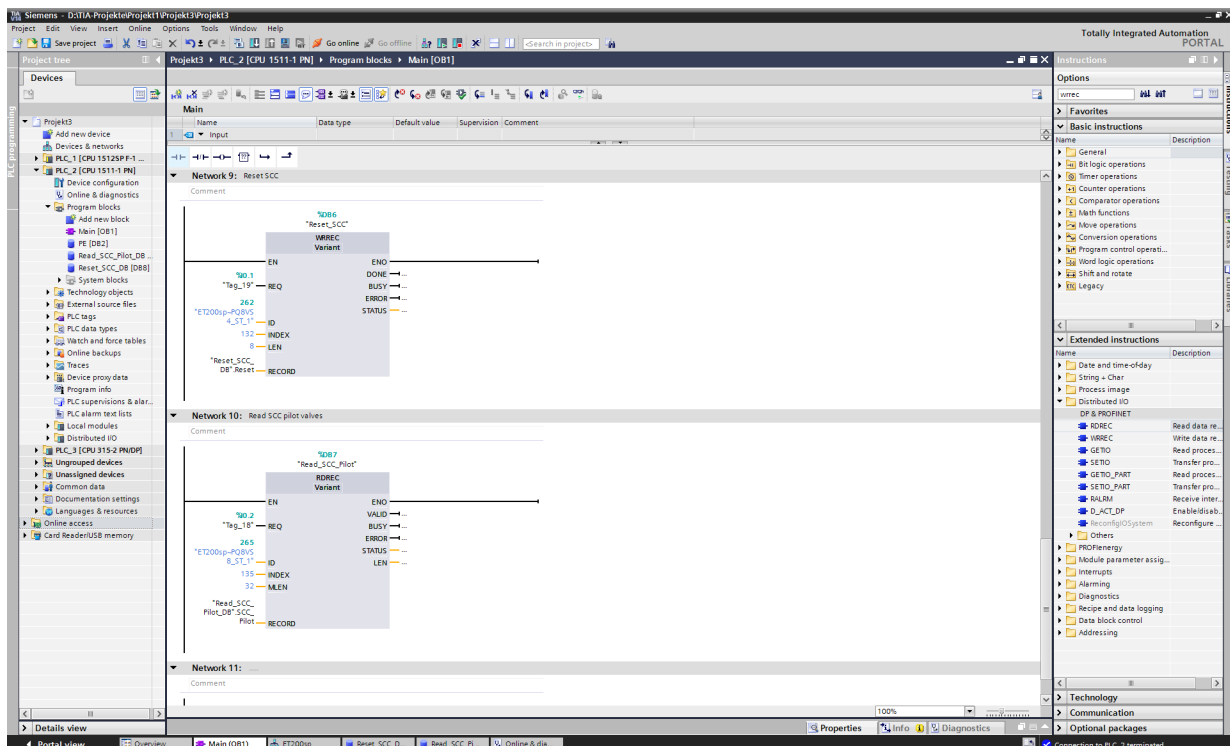 Siemens - D:\TIA-Projekte\Projekt1\Projekt3\Projekt3
Project Edit View Insert Online Options Tools Window Help
Totally Integrated Automation
PORTAL
Save project
Go online
Go offline
<Search in project>
Project tree
Projekt3 PLC_2 [CPU 1511-1 PN] Program blocks Main [OB1]
Instructions
Devices
Options
wrrec
PLC programming
Main
Name Data type Default value Supervision Comment
1 Input
Projekt3
Add new device
Devices & networks
PLC_1 [CPU 1512SP F-1 ...
PLC_2 [CPU 1511-1 PN]
Device configuration
Online & diagnostics
Program blocks
Add new block
Main [OB1]
PE [DB2]
Read_SCC_Pilot_DB ...
Reset_SCC_DB [DB8]
System blocks
Technology objects
External source files
PLC tags
PLC data types
Watch and force tables
Online backups
Traces
Device proxy data
Program info
PLC supervisions & alar...
PLC alarm text lists
Local modules
Distributed I/O
PLC_3 [CPU 315-2 PN/DP]
Ungrouped devices
Unassigned devices
Common data
Documentation settings
Languages & resources
Online access
Card Reader/USB memory
Details view
Network 9: Reset SCC
Comment
%DB6
"Reset_SCC"
WRREC
Variant
EN ENO
DONE ...
%I0.1
"Tag_19" REQ
BUSY ...
ERROR ...
STATUS ...
262
"ET200sp-PQ8VS
4_ST_1" ID
132 INDEX
8 LEN
"Reset_SCC_
DB".Reset RECORD
Network 10: Read SCC pilot valves
Comment
%DB7
"Read_SCC_Pilot"
RDREC
Variant
EN ENO
VALID ...
%I0.2
"Tag_18" REQ
BUSY ...
ERROR ...
STATUS ...
LEN ...
265
"ET200sp-PQ8VS
8_ST_1" ID
135 INDEX
32 MLEN
"Read_SCC_
Pilot_DB".SCC_
Pilot RECORD
Network 11: ....
Comment
100%
Properties Info Diagnostics
Favorites
Basic instructions
Name Description
General
Bit logic operations
Timer operations
Counter operations
Comparator operations
Math functions
Move operations
Conversion operations
Program control operati...
Word logic operations
Shift and rotate
Legacy
Extended instructions
Name Description
Date and time-of-day
String + Char
Process image
Distributed I/O
DP & PROFINET
RDREC Read data re...
WRREC Write data re...
GETIO Read proces...
SETIO Transfer pro...
GETIO_PART Read proces...
SETIO_PART Transfer pro...
RALRM Receive inter...
D_ACT_DP Enable/disab...
ReconfigIOSystem Reconfigure ...
Others
PROFIenergy
Module parameter assig...
Interrupts
Alarming
Diagnostics
Recipe and data logging
Data block control
Addressing
Technology
Communication
Optional packages
Instructions
Testing
Tasks
Libraries
Portal view
Overview
Main (OB1)
ET200sp
Reset_SCC_D...
Read_SCC_Pi...
Online & dia...
Connection to PLC_2 terminated.